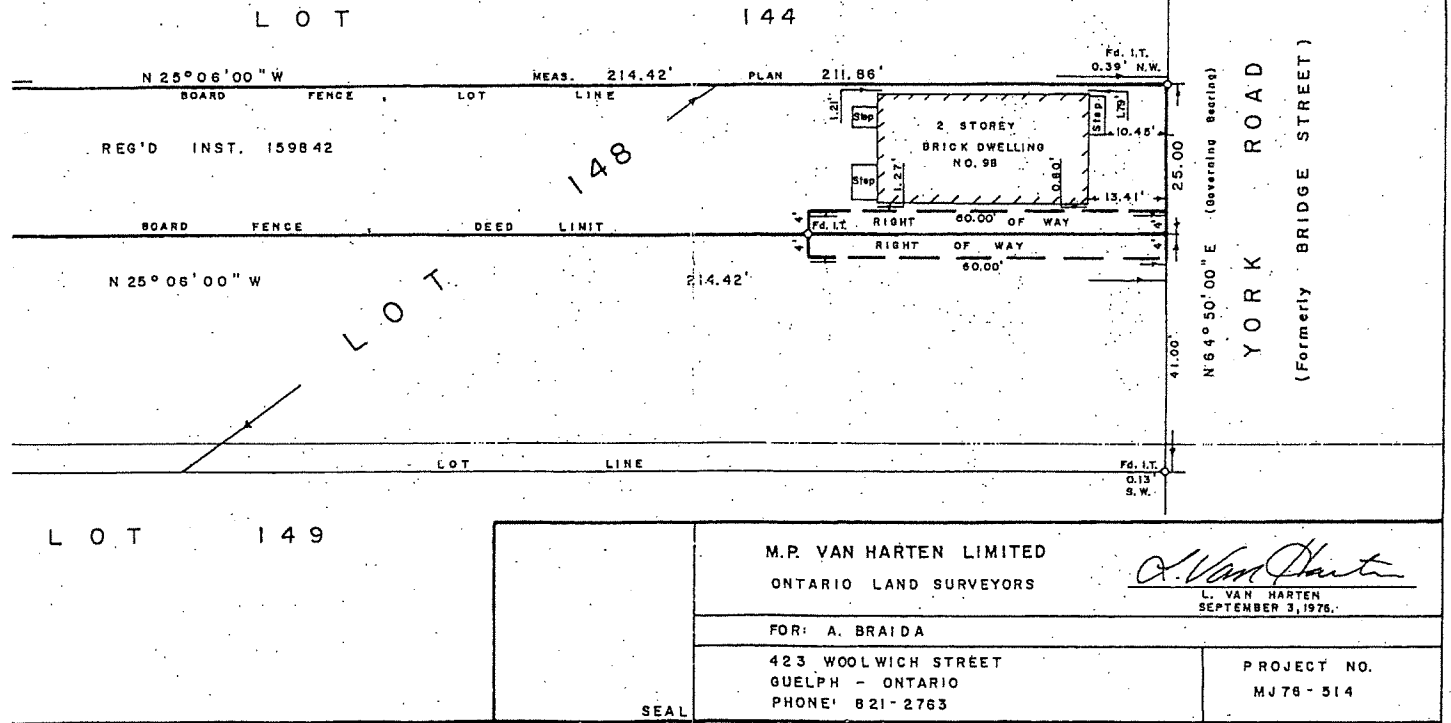 LOT 144
N 25° 06' 00" W MEAS. 214.42' PLAN 211.86'
Fd. I.T.
0.39' N.W.
BOARD FENCE, LOT LINE
REG'D INST. 159842
148
1.21'
Step
Step
2 STOREY
BRICK DWELLING
NO. 98
1.27'
0.80'
Step
1.79'
10.45'
13.41'
25.00
4'
Fd. I.T.
RIGHT 60.00' OF WAY
4'
BOARD FENCE, DEED LIMIT
4'
RIGHT OF WAY
4'
60.00'
N 25° 06' 00" W 214.42'
LOT
41.00'
N 64° 50' 00" E (Governing Bearing)
YORK ROAD
(Formerly BRIDGE STREET)
LOT LINE
Fd. I.T.
0.13'
S.W.
LOT 149
M.P. VAN HARTEN LIMITED
ONTARIO LAND SURVEYORS
L. Van Harten
L. VAN HARTEN
SEPTEMBER 3, 1976.
FOR: A. BRAIDA
423 WOOLWICH STREET
GUELPH - ONTARIO
PHONE: 821-2763
PROJECT NO.
MJ76-514
SEAL